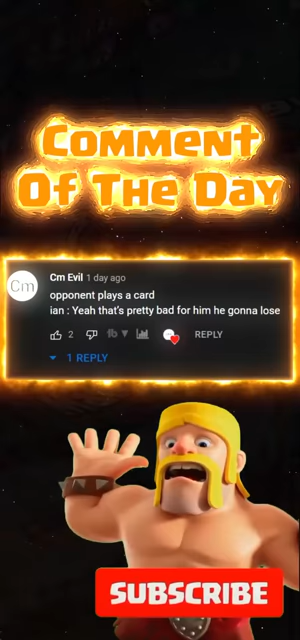 Comment
Of The Day
Cm
Cm Evil 1 day ago
opponent plays a card
ian : Yeah that's pretty bad for him he gonna lose
2 REPLY
1 REPLY
SUBSCRIBE